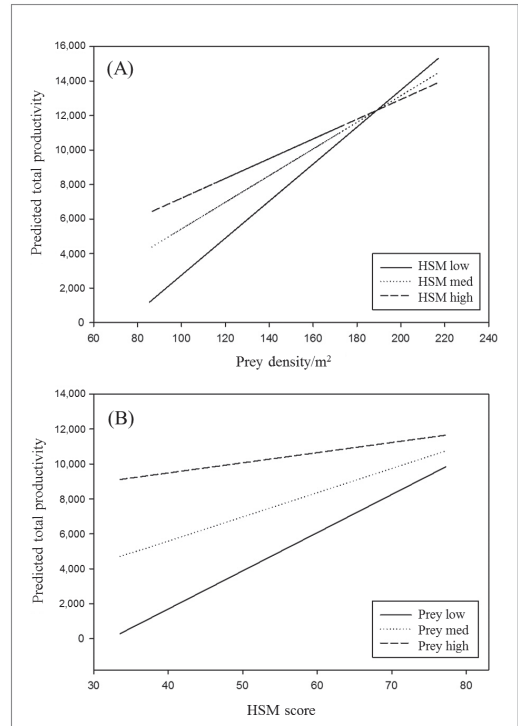 16,000
(A)
14,000
12,000
10,000
8,000
6,000
4,000
2,000
0
Predicted total productivity
HSM low
HSM med
HSM high
60 80 100 120 140 160 180 200 220 240
Prey density/m²
14,000
(B)
12,000
10,000
8,000
6,000
4,000
2,000
0
Predicted total productivity
Prey low
Prey med
Prey high
30 40 50 60 70 80
HSM score